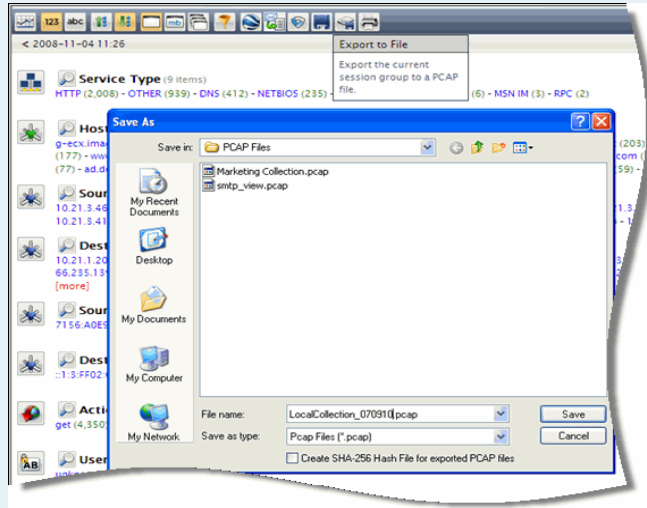 123 abc mb
< 2008-11-04 11:26
Export to File
Export the current
session group to a PCAP
file.
Service Type (9 items)
HTTP (2,008) - OTHER (939) - DNS (412) - NETBIOS (235) - (6) - MSN IM (3) - RPC (2)
Save As
Host
g-ecx.ima (203)
(177) - ww com (
(77) - ad.d 59) -
Save in: PCAP Files
Marketing Collection.pcap
smtp_view.pcap
My Recent
Documents
Desktop
My Documents
My Computer
My Network
Sour
10.21.3.46 1.3.
10.21.3.41 - 1
Dest
10.21.1.20
66.235.13
[more]
Sour
7156:A0E9
Dest
::1:3:FF02:
Actio
get (4,350)
AB
User
File name: LocalCollection_070910.pcap Save
Save as type: Pcap Files (*.pcap) Cancel
Create SHA-256 Hash File for exported PCAP files